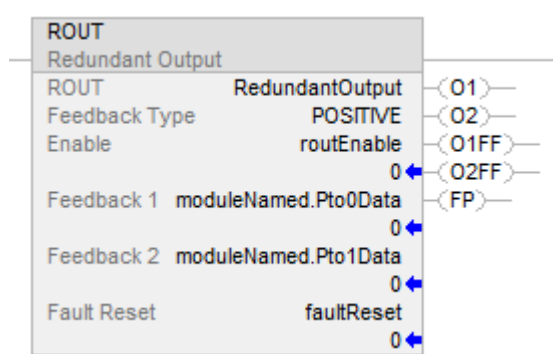 ROUT
Redundant Output
ROUT RedundantOutput (O1)
Feedback Type POSITIVE (O2)
Enable routEnable (O1FF)
0 (O2FF)
Feedback 1 moduleNamed.Pto0Data (FP)
0
Feedback 2 moduleNamed.Pto1Data
0
Fault Reset faultReset
0